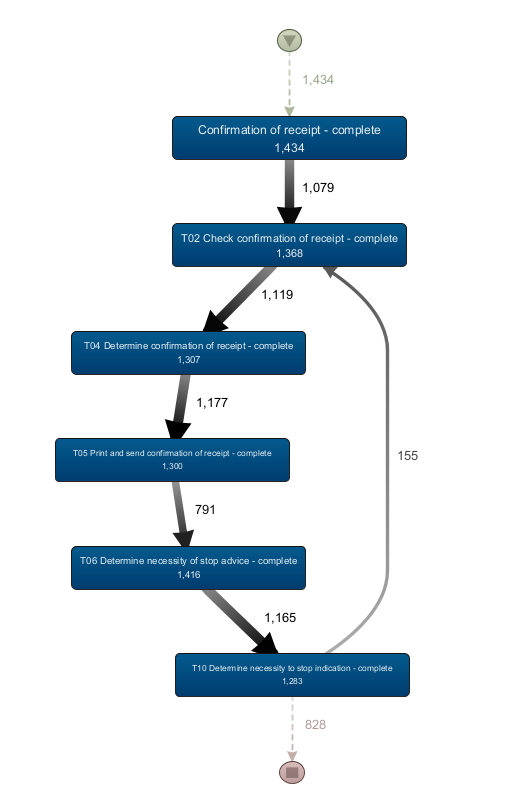 1,434
Confirmation of receipt - complete
1,434
1,079
T02 Check confirmation of receipt - complete
1,368
1,119
T04 Determine confirmation of receipt - complete
1,307
1,177
T05 Print and send confirmation of receipt - complete
1,300
155
791
T06 Determine necessity of stop advice - complete
1,416
1,165
T10 Determine necessity to stop indication - complete
1,283
828